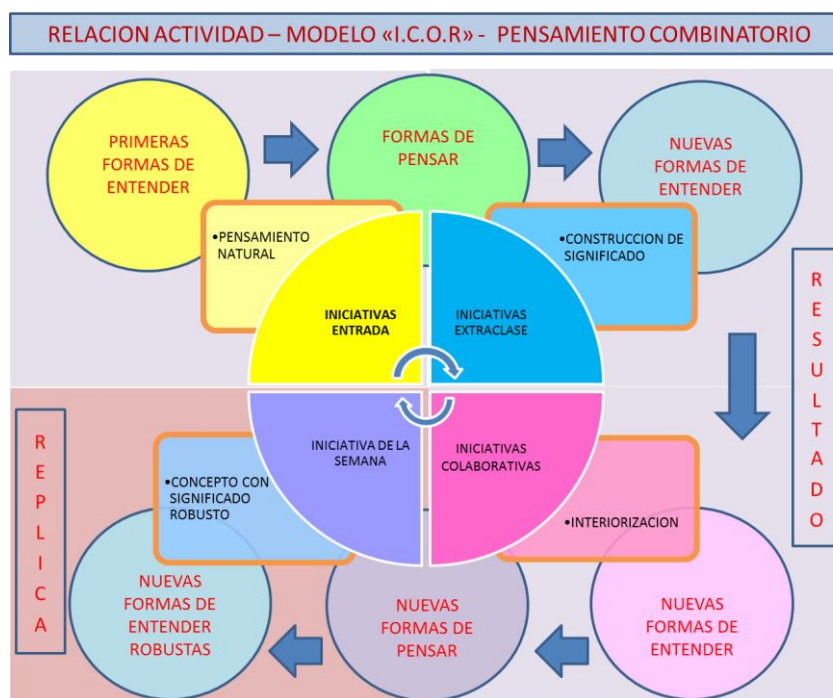 RELACION ACTIVIDAD – MODELO «I.C.O.R» - PENSAMIENTO COMBINATORIO
PRIMERAS
FORMAS DE
ENTENDER
FORMAS DE
PENSAR
NUEVAS
FORMAS DE
ENTENDER
•PENSAMIENTO
NATURAL
•CONSTRUCCION DE
SIGNIFICADO
INICIATIVAS
ENTRADA
INICIATIVAS
EXTRACLASE
RESULTADO
REPLICA
INICIATIVA DE LA
SEMANA
INICIATIVAS
COLABORATIVAS
•CONCEPTO CON
SIGNIFICADO
ROBUSTO
•INTERIORIZACION
NUEVAS
FORMAS DE
ENTENDER
ROBUSTAS
NUEVAS
FORMAS DE
PENSAR
NUEVAS
FORMAS DE
ENTENDER